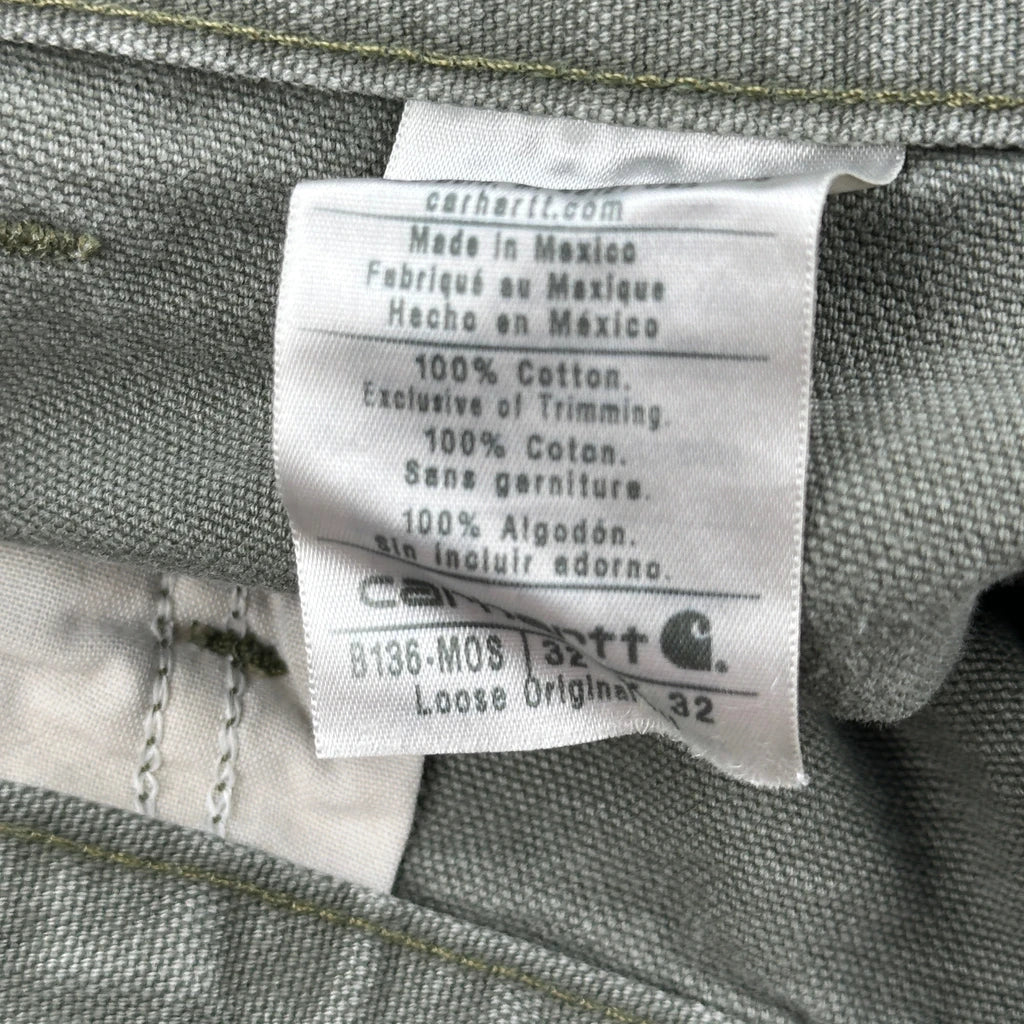 carhartt.com
Made in Mexico
Fabriqué au Mexique
Hecho en México
100% Cotton.
Exclusive of Trimming.
100% Coton.
Sans garniture.
100% Algodón.
Sin incluir adorno.
carhartt
B136-MOS 32 32
Loose Original